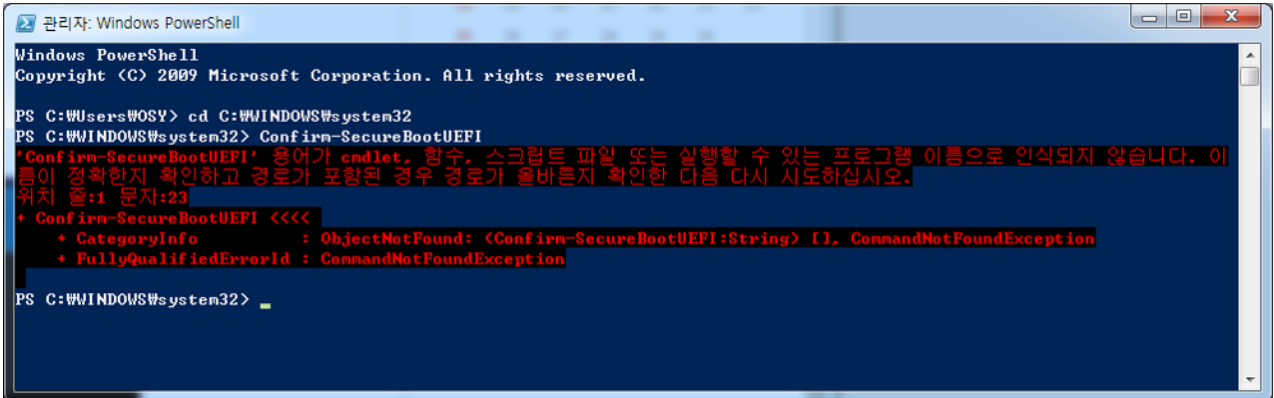 관리자: Windows PowerShell
Windows PowerShell
Copyright (C) 2009 Microsoft Corporation. All rights reserved.
PS C:₩Users₩OSY> cd C:₩WINDOWS₩system32
PS C:₩WINDOWS₩system32> Confirm-SecureBootUEFI
'Confirm-SecureBootUEFI' 용어가 cmdlet, 함수, 스크립트 파일 또는 실행할 수 있는 프로그램 이름으로 인식되지 않습니다. 이
름이 정확한지 확인하고 경로가 포함된 경우 경로가 올바른지 확인한 다음 다시 시도하십시오.
위치 줄:1 문자:23
+ Confirm-SecureBootUEFI <<<<
+ CategoryInfo : ObjectNotFound: (Confirm-SecureBootUEFI:String) [], CommandNotFoundException
+ FullyQualifiedErrorId : CommandNotFoundException
PS C:₩WINDOWS₩system32>